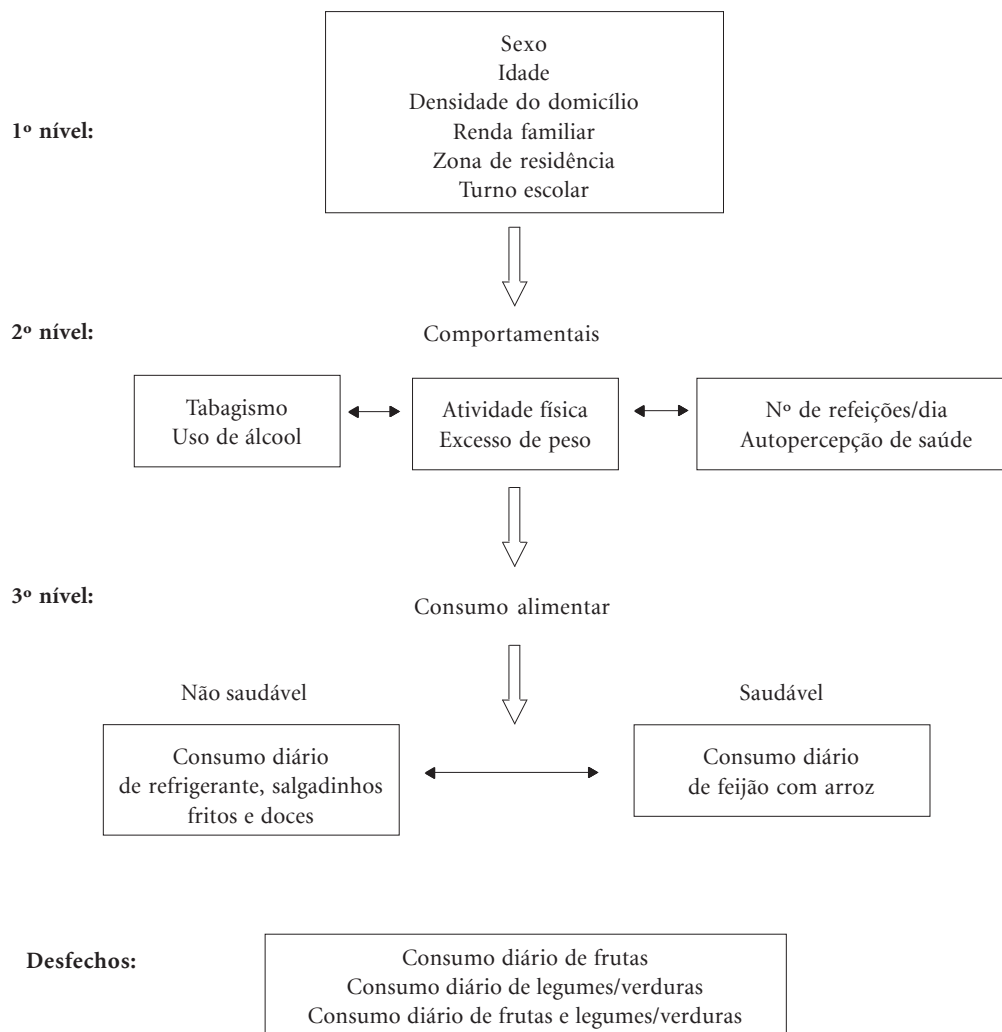 Sexo
Idade
Densidade do domicílio
1º nível:
Renda familiar
Zona de residência
Turno escolar
2º nível:
Comportamentais
Tabagismo
Uso de álcool
Atividade física
Excesso de peso
Nº de refeições/dia
Autopercepção de saúde
3º nível:
Consumo alimentar
Não saudável
Saudável
Consumo diário
de refrigerante, salgadinhos
fritos e doces
Consumo diário
de feijão com arroz
Desfechos:
Consumo diário de frutas
Consumo diário de legumes/verduras
Consumo diário de frutas e legumes/verduras